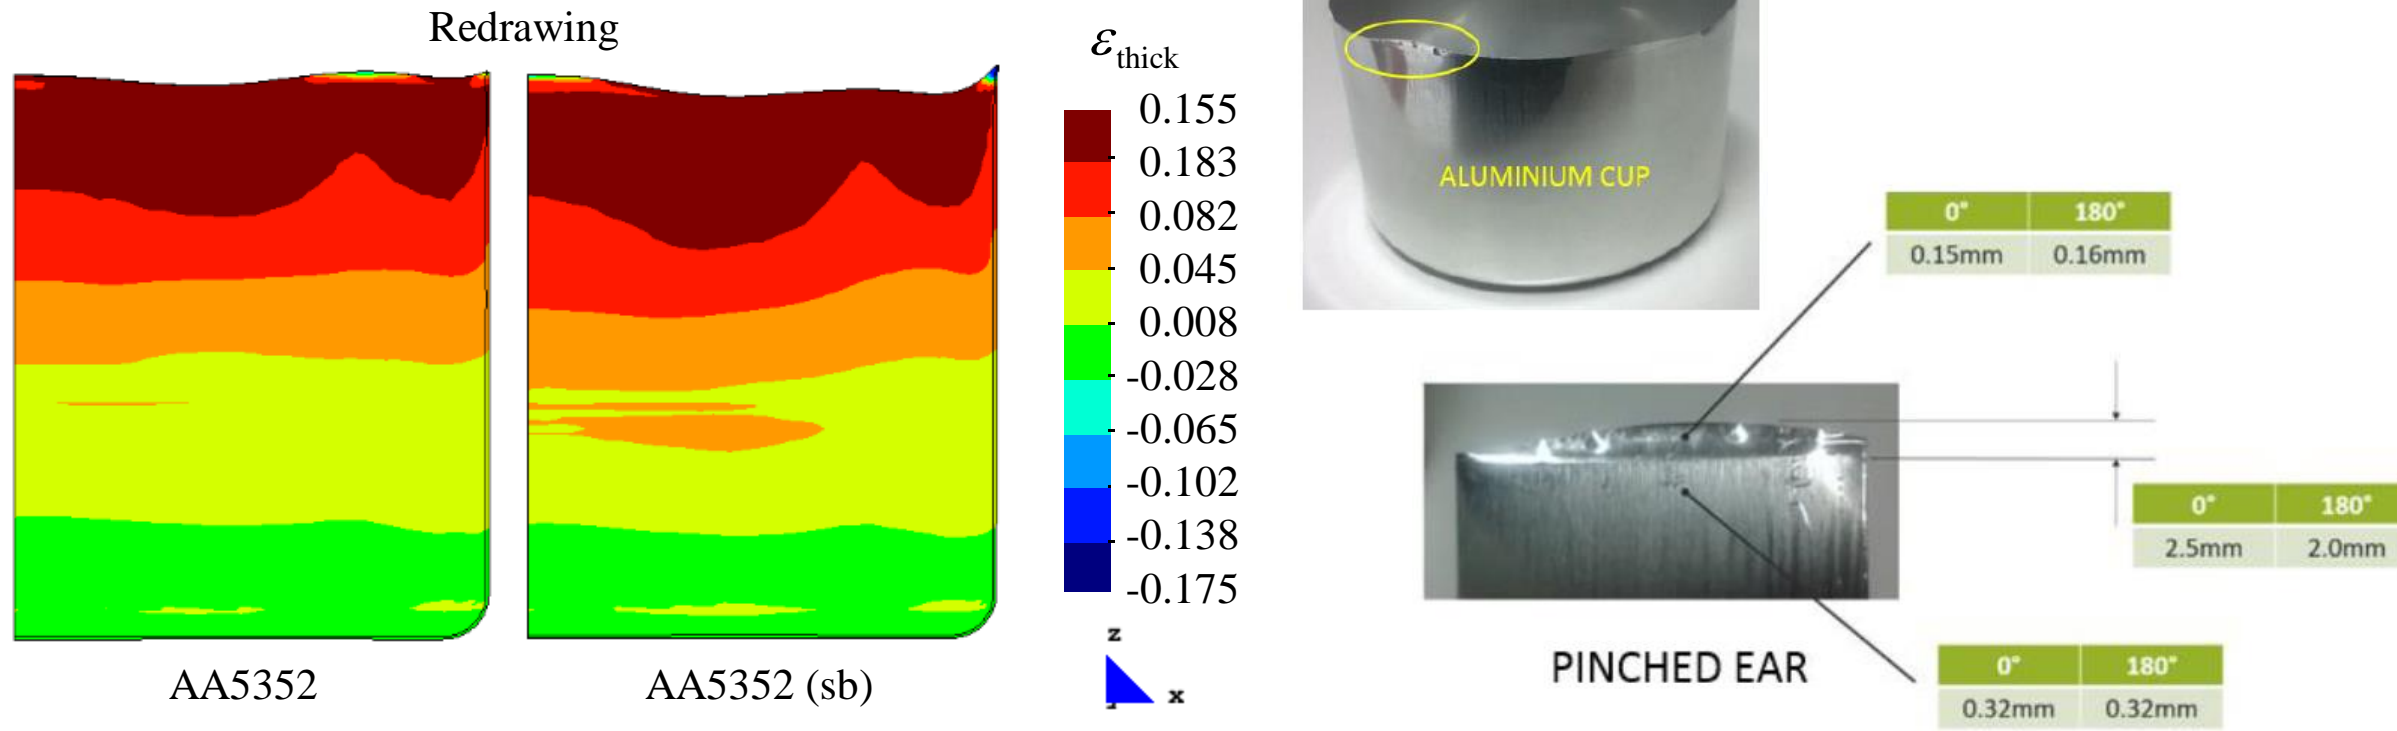 Redrawing
AA5352
AA5352 (sb)
εthick
0.155
0.183
0.082
0.045
0.008
-0.028
-0.065
-0.102
-0.138
-0.175
z
x
ALUMINIUM CUP
0° 180°
0.15mm 0.16mm
0° 180°
2.5mm 2.0mm
PINCHED EAR
0° 180°
0.32mm 0.32mm